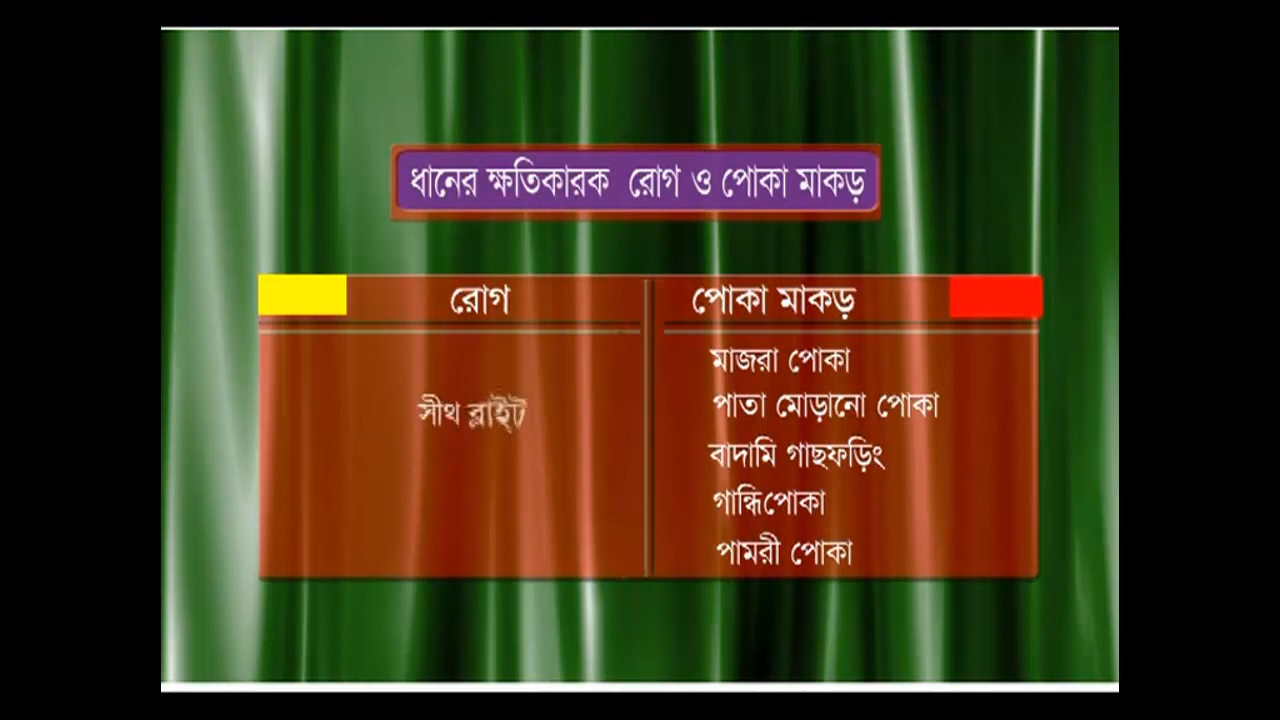 ধানের ক্ষতিকারক রোগ ও পোকা মাকড়
রোগ
পোকা মাকড়
সীথ ব্লাইট
মাজরা পোকা
পাতা মোড়ানো পোকা
বাদামি গাছফড়িং
গান্ধিপোকা
পামরী পোকা